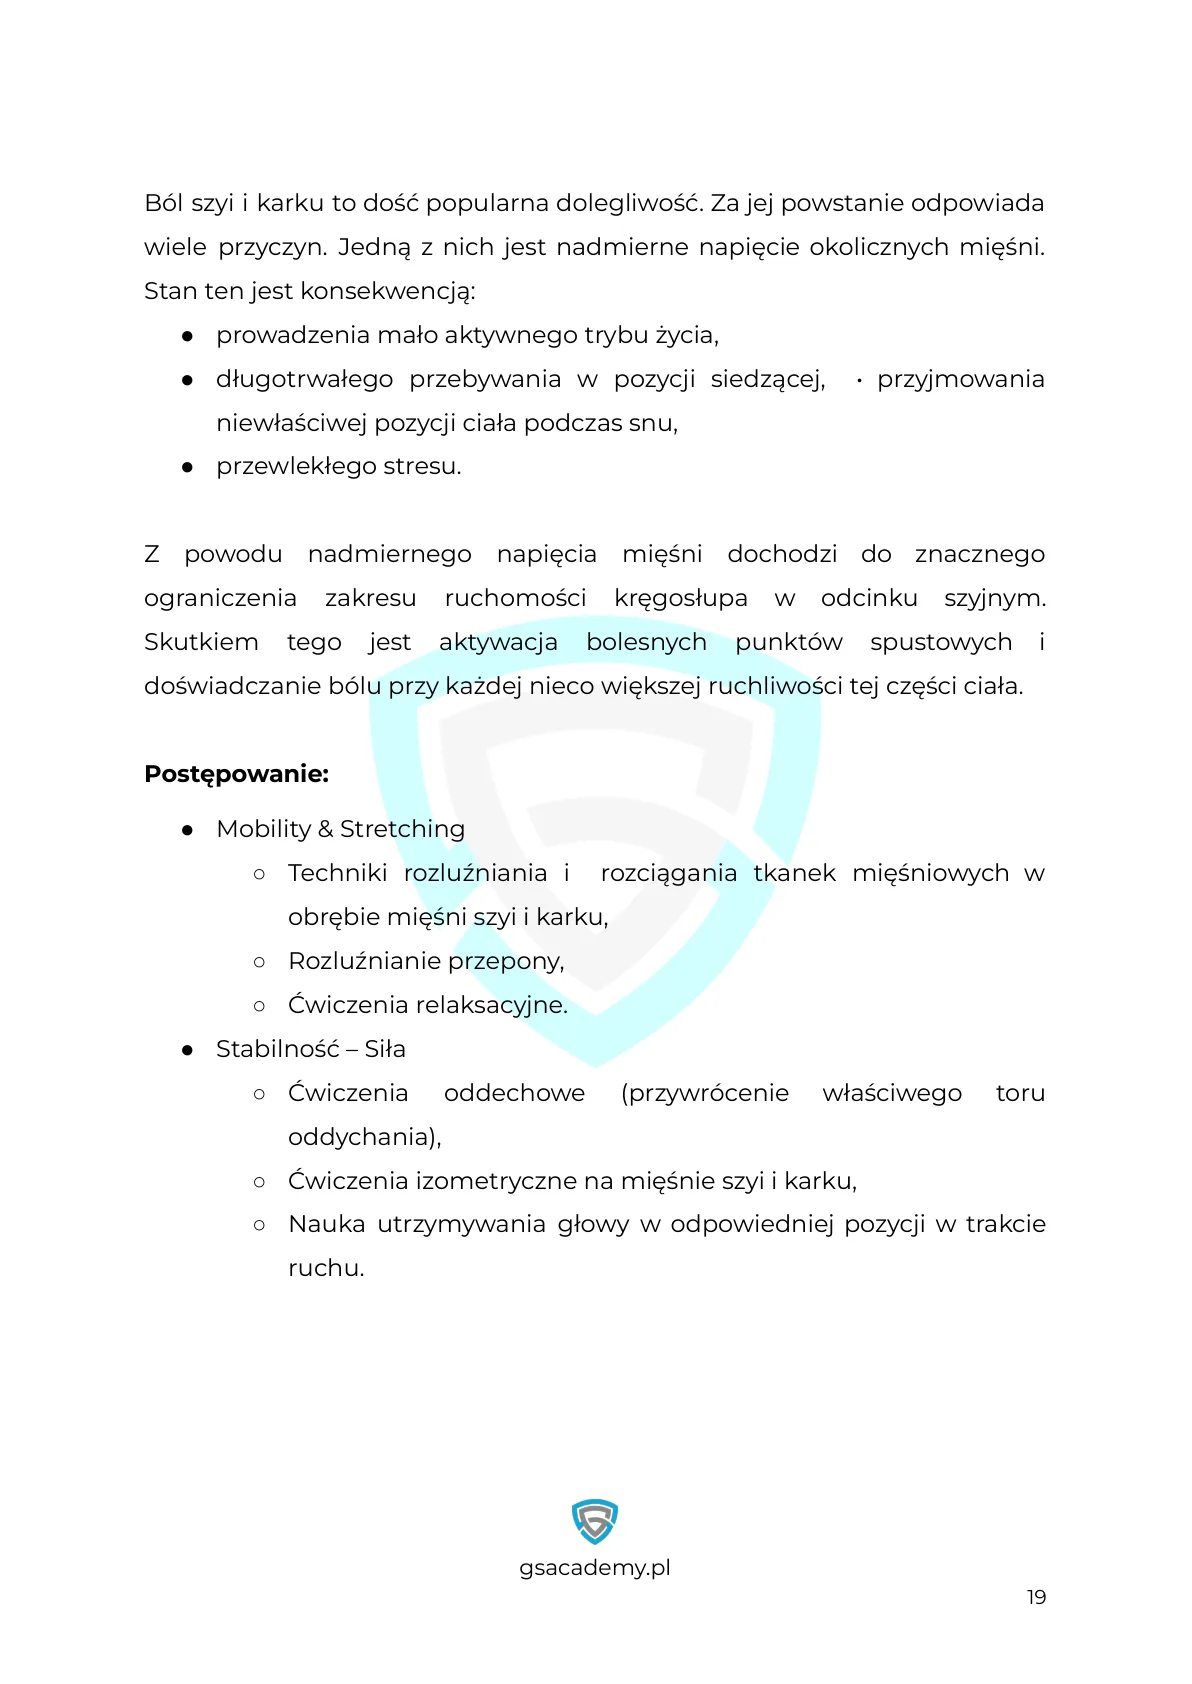 Ból szyi i karku to dość popularna dolegliwość. Za jej powstanie odpowiada
wiele przyczyn. Jedną z nich jest nadmierne napięcie okolicznych mięśni.
Stan ten jest konsekwencją:
● prowadzenia mało aktywnego trybu życia,
● długotrwałego przebywania w pozycji siedzącej, • przyjmowania
niewłaściwej pozycji ciała podczas snu,
● przewlekłego stresu.
Z powodu nadmiernego napięcia mięśni dochodzi do znacznego
ograniczenia zakresu ruchomości kręgosłupa w odcinku szyjnym.
Skutkiem tego jest aktywacja bolesnych punktów spustowych i
doświadczanie bólu przy każdej nieco większej ruchliwości tej części ciała.
Postępowanie:
● Mobility & Stretching
○ Techniki rozluźniania i rozciągania tkanek mięśniowych w
obrębie mięśni szyi i karku,
○ Rozluźnianie przepony,
○ Ćwiczenia relaksacyjne.
● Stabilność – Siła
○ Ćwiczenia oddechowe (przywrócenie właściwego toru
oddychania),
○ Ćwiczenia izometryczne na mięśnie szyi i karku,
○ Nauka utrzymywania głowy w odpowiedniej pozycji w trakcie
ruchu.
gsacademy.pl
19